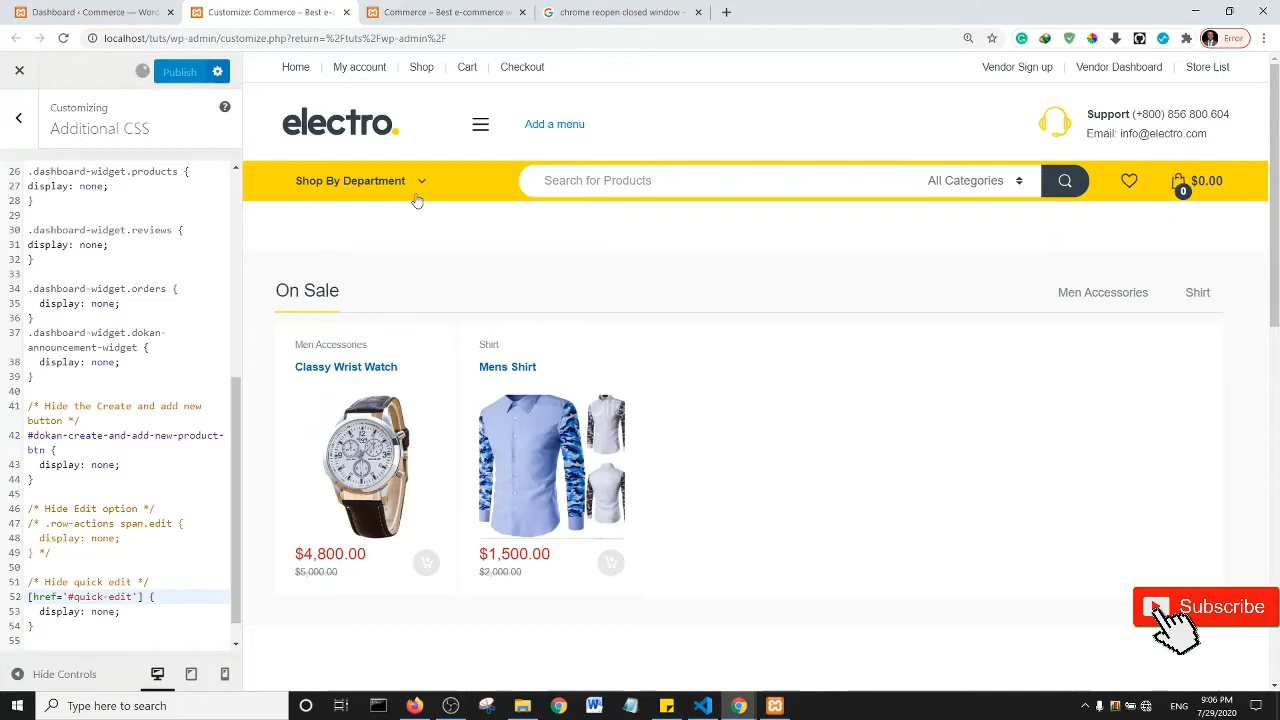 Dashboard ‹ Commerce — WordP
Customize: Commerce – Best Wor
Commerce – Best WordPress Web
chrome reopen closed window -
localhost/tuts/wp-admin/customize.php?return=%2Ftuts%2Fwp-admin%2F
Error
Publish
Customizing
Additional CSS
26 .dashboard-widget.products {
27 display: none;
28 }
29
30 .dashboard-widget.reviews {
31 display: none;
32 }
33
34 .dashboard-widget.orders {
35 display: none;
36 }
37 .dashboard-widget.dokan-
announcement-widget {
38 display: none;
39 }
40
41 /* Hide the Create and add new
button */
42 #dokan-create-and-add-new-product-
btn {
43 display: none;
44 }
45
46 /* Hide Edit option */
47 /* .row-actions span.edit {
48 display: none;
49 } */
50
51 /* Hide quick edit */
52 [href='#quick-edit'] {
53 display: none;
54 }
55
Hide Controls
Home
My account
Shop
Cart
Checkout
Vendor Sign up
Vendor Dashboard
Store List
electro.
Add a menu
Support (+800) 856 800 604
Email: info@electro.com
Shop By Department
Search for Products
All Categories
0
$0.00
On Sale
Men Accessories
Shirt
Men Accessories
Classy Wrist Watch
$4,800.00
$5,000.00
Shirt
Mens Shirt
$1,500.00
$2,000.00
Subscribe
Type here to search
ENG
9:06 PM
7/29/2020